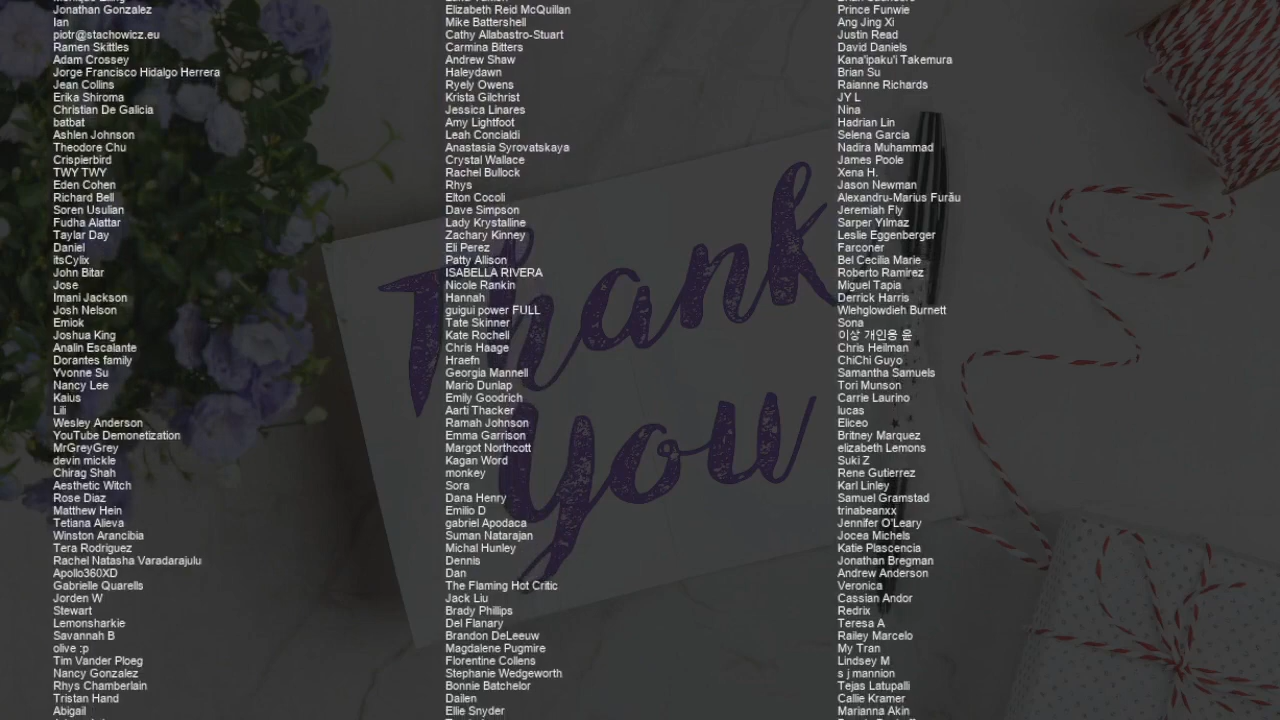 Jonathan Gonzalez
Ian
piotr@stachowicz.eu
Ramen Skittles
Adam Crossey
Jorge Francisco Hidalgo Herrera
Jean Collins
Erika Shiroma
Christian De Galicia
batbat
Ashlen Johnson
Theodore Chu
Crispierbird
TWY TWY
Eden Cohen
Richard Bell
Soren Usulian
Fudha Alattar
Taylar Day
Daniel
itsCylix
John Bitar
Jose
Imani Jackson
Josh Nelson
Emiok
Joshua King
Analin Escalante
Dorantes family
Yvonne Su
Nancy Lee
Kaius
Lili
Wesley Anderson
YouTube Demonetization
MrGreyGrey
devin mickle
Chirag Shah
Aesthetic Witch
Rose Diaz
Matthew Hein
Tetiana Alieva
Winston Arancibia
Tera Rodriguez
Rachel Natasha Varadarajulu
Apollo360XD
Gabrielle Quarells
Jorden W
Stewart
Lemonsharkie
Savannah B
olive :p
Tim Vander Ploeg
Nancy Gonzalez
Rhys Chamberlain
Tristan Hand
Abigail
Elizabeth Reid McQuillan
Mike Battershell
Cathy Allabastro-Stuart
Carmina Bitters
Andrew Shaw
Haleydawn
Ryely Owens
Krista Gilchrist
Jessica Linares
Amy Lightfoot
Leah Concialdi
Anastasia Syrovatskaya
Crystal Wallace
Rachel Bullock
Rhys
Elton Cocoli
Dave Simpson
Lady Krystalline
Zachary Kinney
Eli Perez
Patty Allison
ISABELLA RIVERA
Nicole Rankin
Hannah
guigui power FULL
Tate Skinner
Kate Rochell
Chris Haage
Hraefn
Georgia Mannell
Mario Dunlap
Emily Goodrich
Aarti Thacker
Ramah Johnson
Emma Garrison
Margot Northcott
Kagan Word
monkey
Sora
Dana Henry
Emilio D
gabriel Apodaca
Suman Natarajan
Michal Hunley
Dennis
Dan
The Flaming Hot Critic
Jack Liu
Brady Phillips
Del Flanary
Brandon DeLeeuw
Magdalene Pugmire
Florentine Collens
Stephanie Wedgeworth
Bonnie Batchelor
Dailen
Ellie Snyder
Prince Funwie
Ang Jing Xi
Justin Read
David Daniels
Kana'ipaku'i Takemura
Brian Su
Raianne Richards
JY L
Nina
Hadrian Lin
Selena Garcia
Nadira Muhammad
James Poole
Xena H.
Jason Newman
Alexandru-Marius Furău
Jeremiah Fly
Sarper Yılmaz
Leslie Eggenberger
Farconer
Bel Cecilia Marie
Roberto Ramirez
Miguel Tapia
Derrick Harris
Wlehglowdieh Burnett
Sona
이상 개인용 윤
Chris Heilman
ChiChi Guyo
Samantha Samuels
Tori Munson
Carrie Laurino
lucas
Eliceo
Britney Marquez
elizabeth Lemons
Suki Z
Rene Gutierrez
Karl Linley
Samuel Gramstad
trinabeanxx
Jennifer O'Leary
Jocea Michels
Katie Plascencia
Jonathan Bregman
Andrew Anderson
Veronica
Cassian Andor
Redrix
Teresa A
Railey Marcelo
My Tran
Lindsey M
s j mannion
Tejas Latupalli
Callie Kramer
Marianna Akin
Thank
you